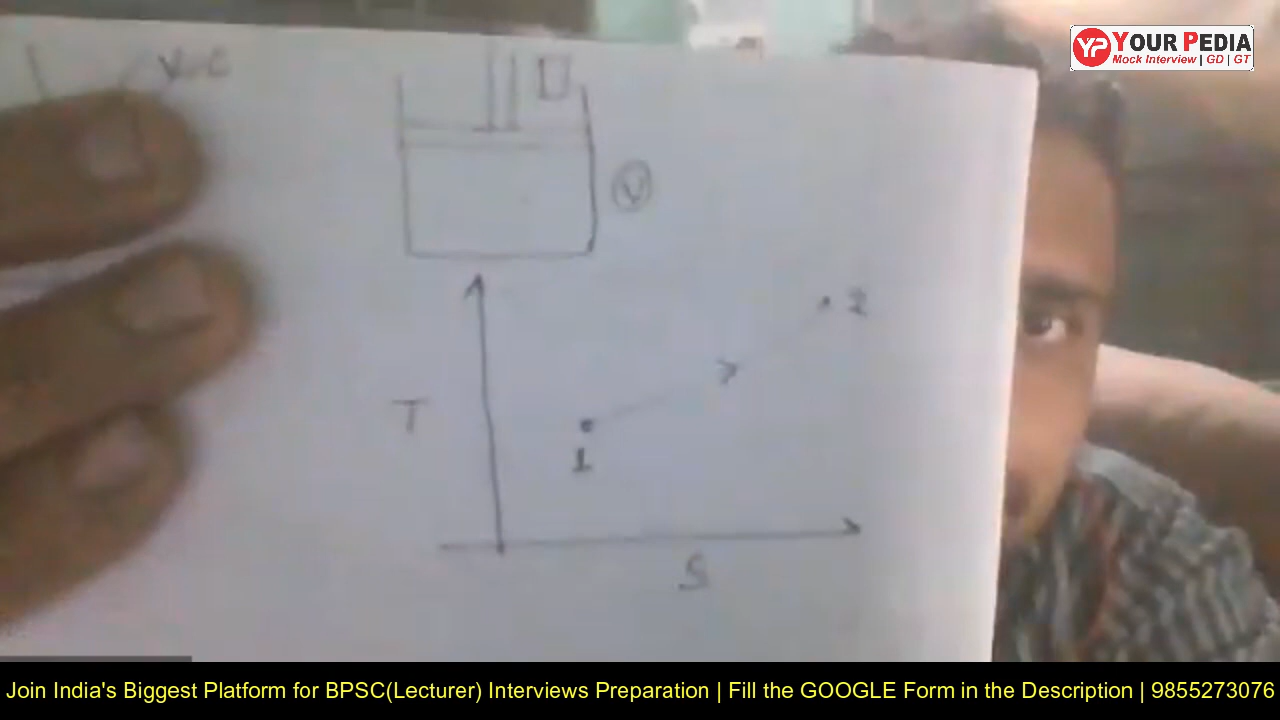 YP YOUR PEDIA
Mock Interview | GD | GT
V=C
V
T
1
2
S
Join India's Biggest Platform for BPSC(Lecturer) Interviews Preparation | Fill the GOOGLE Form in the Description | 9855273076